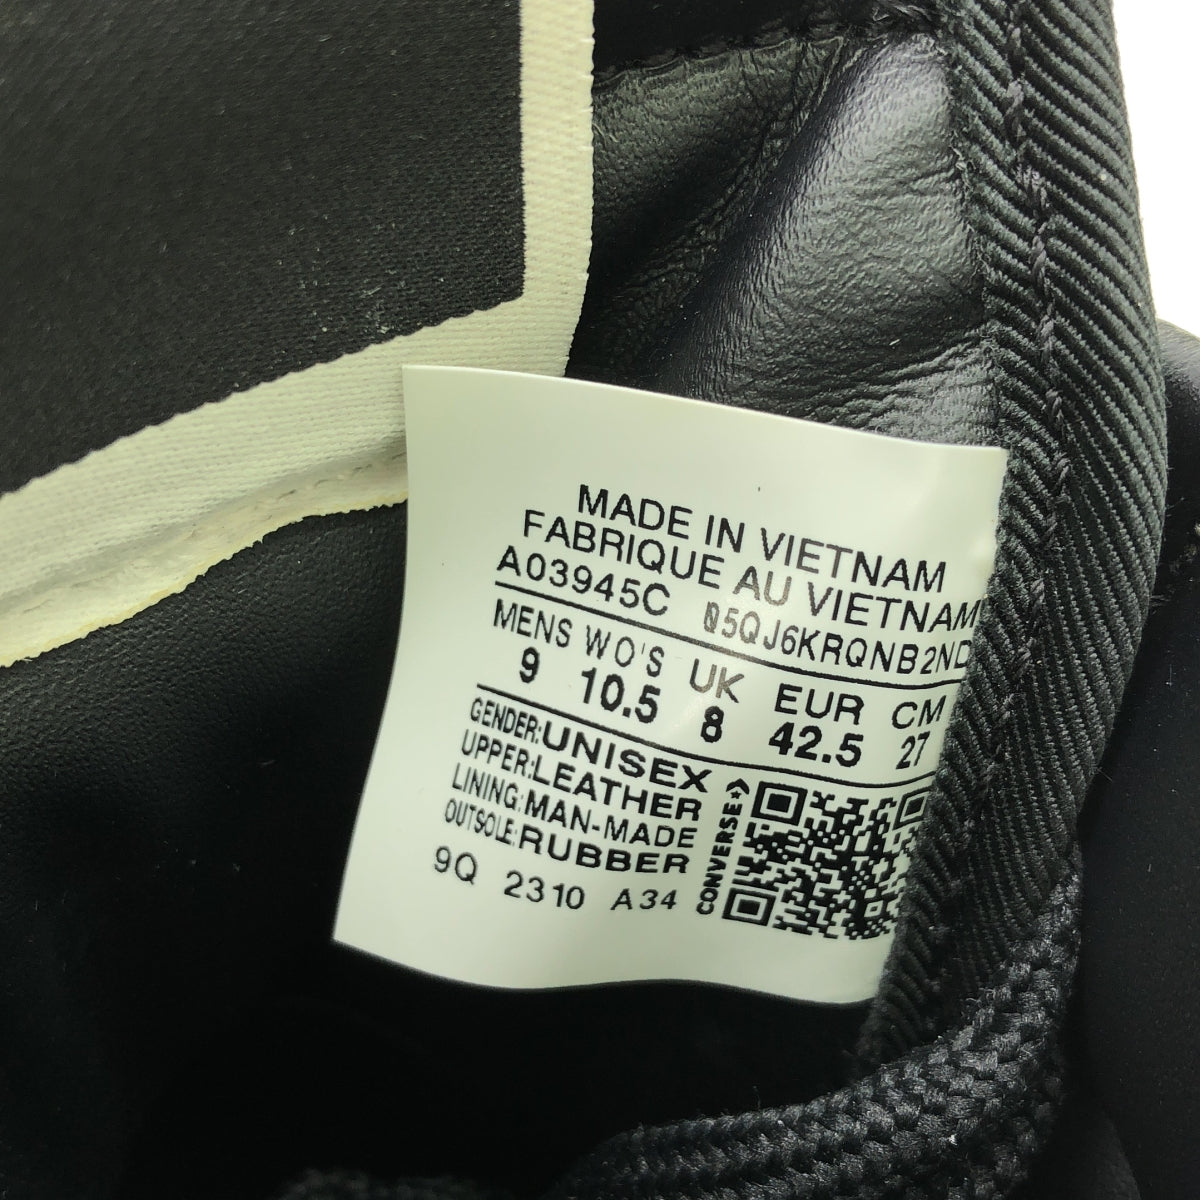 MADE IN VIETNAM
FABRIQUE AU VIETNAM
A03945C
MENS WO'S UK EUR CM
9 10.5 8 42.5 27
GENDER:UNISEX
UPPER:LEATHER
LINING:MAN-MADE
OUTSOLE:RUBBER
9Q 2310 A34
CONVERSE